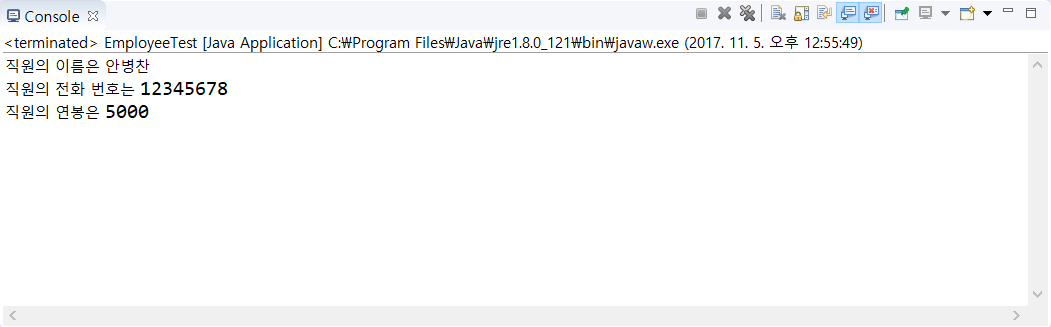 Console
<terminated> EmployeeTest [Java Application] C:₩Program Files₩Java₩jre1.8.0_121₩bin₩javaw.exe (2017. 11. 5. 오후 12:55:49)
직원의 이름은 안병찬
직원의 전화 번호는 12345678
직원의 연봉은 5000